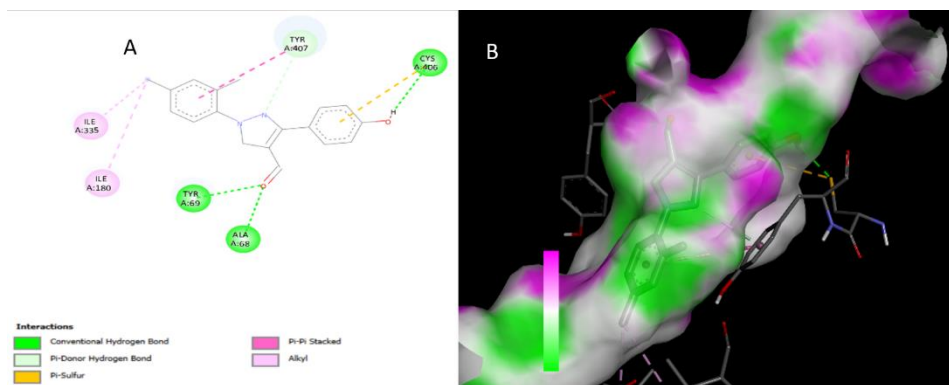 A
B
TYR
A:407
CYS
A:406
ILE
A:335
ILE
A:180
TYR
A:69
ALA
A:68
H
Interactions
Conventional Hydrogen Bond
Pi-Donor Hydrogen Bond
Pi-Sulfur
Pi-Pi Stacked
Alkyl